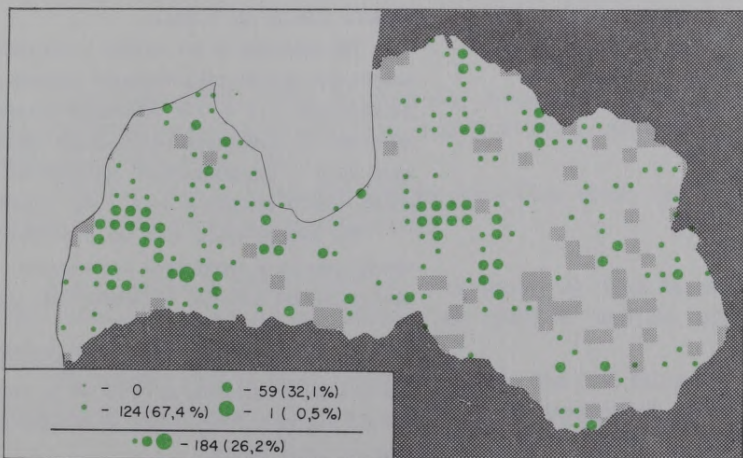 - 0 - 59 (32,1%)
- 124 (67,4%) - 1 ( 0,5%)
- 184 (26,2%)